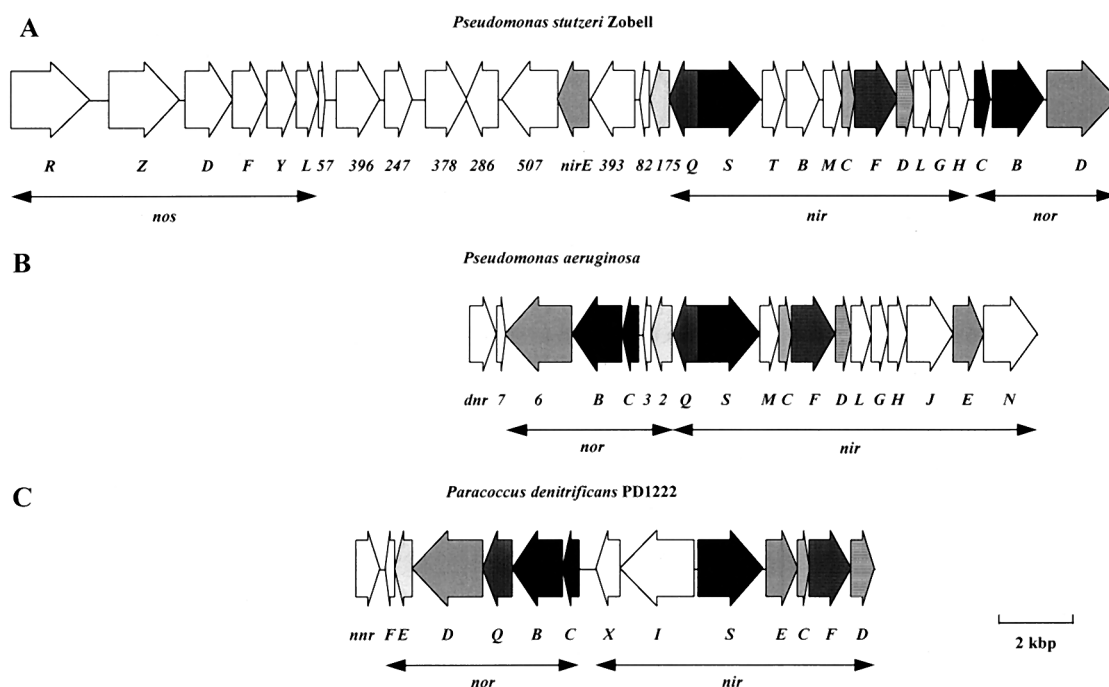 A
Pseudomonas stutzeri Zobell
R Z D F Y L 57 396 247 378 286 507 nirE 393 82 175 Q S T B M C F D L G H C B D
nos nir nor
B
Pseudomonas aeruginosa
dnr 7 6 B C 3 2 Q S M C F D L G H J E N
nor nir
C
Paracoccus denitrificans PD1222
nnr F E D Q B C X I S E C F D
2 kbp
nor nir